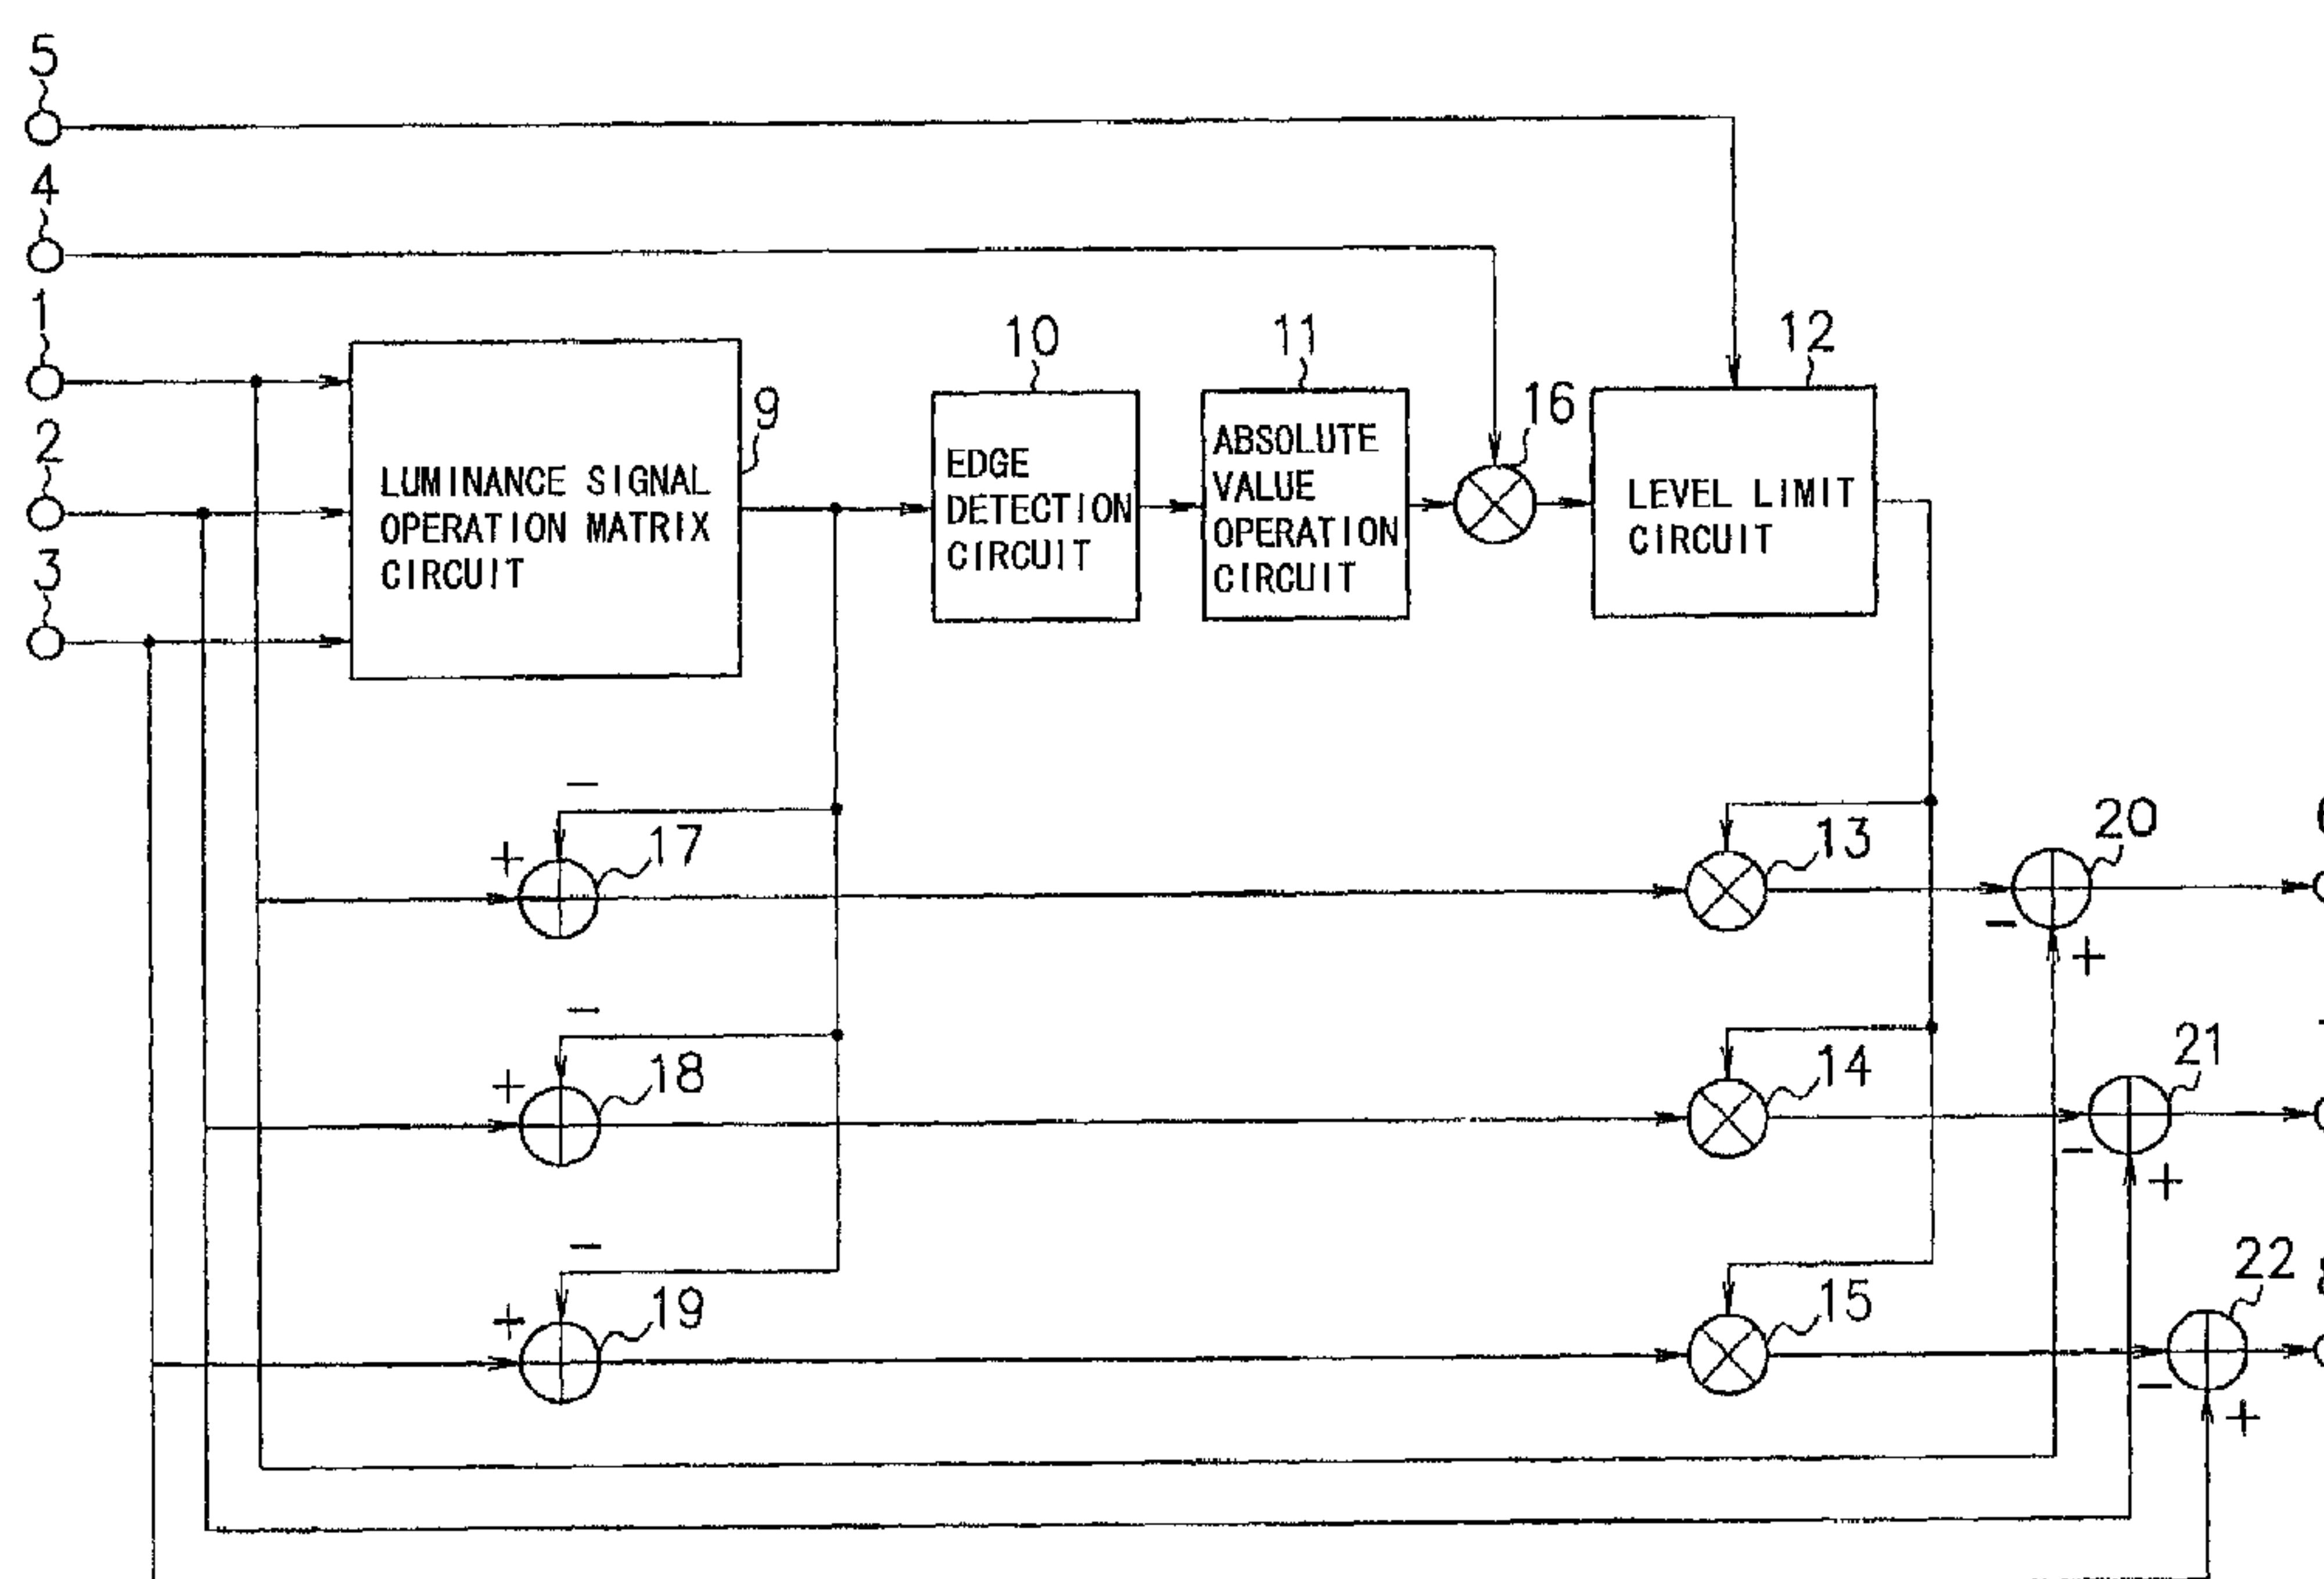 5
4
1
2
3
LUMINANCE SIGNAL
OPERATION MATRIX
CIRCUIT
9
10
EDGE
DETECTION
CIRCUIT
11
ABSOLUTE
VALUE
OPERATION
CIRCUIT
16
12
LEVEL LIMIT
CIRCUIT
−
+
17
13
20
−
+
−
+
18
14
21
−
+
−
+
19
15
22
−
+